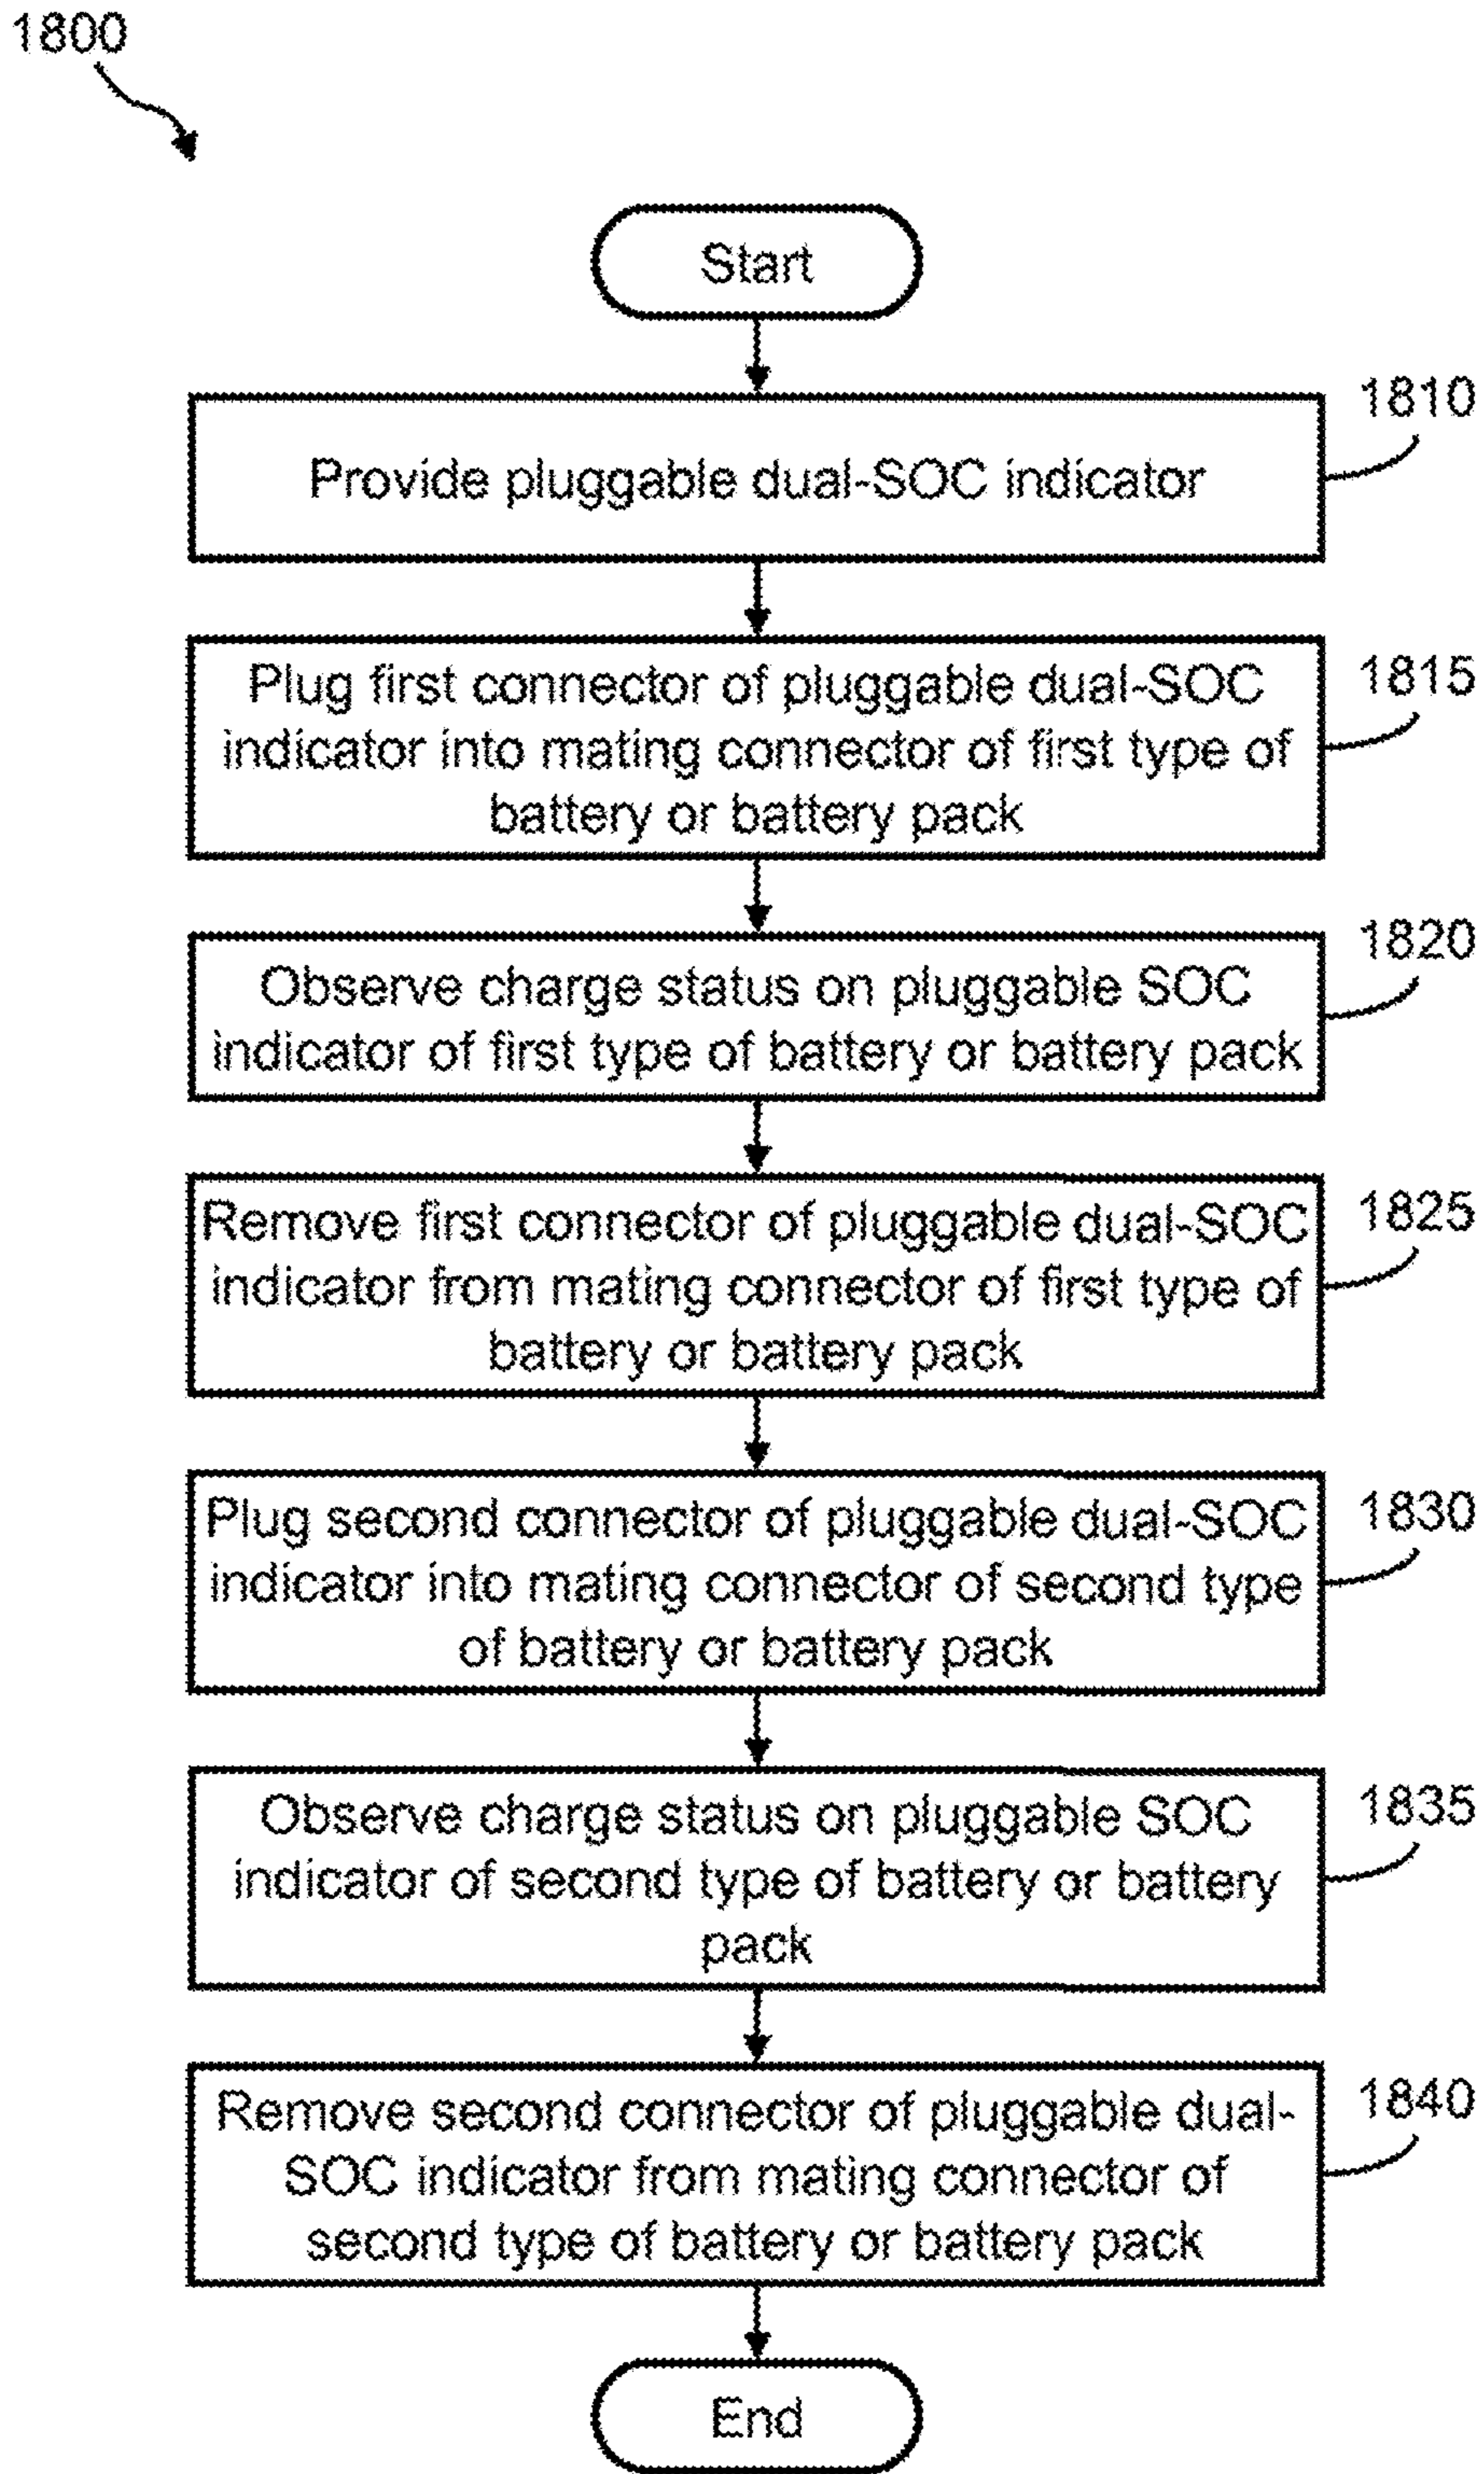 1800
Start
1810
Provide pluggable dual-SOC indicator
1815
Plug first connector of pluggable dual-SOC
indicator into mating connector of first type of
battery or battery pack
1820
Observe charge status on pluggable SOC
indicator of first type of battery or battery pack
1825
Remove first connector of pluggable dual-SOC
indicator from mating connector of first type of
battery or battery pack
1830
Plug second connector of pluggable dual-SOC
indicator into mating connector of second type
of battery or battery pack
1835
Observe charge status on pluggable SOC
indicator of second type of battery or battery
pack
1840
Remove second connector of pluggable dual-
SOC indicator from mating connector of
second type of battery or battery pack
End